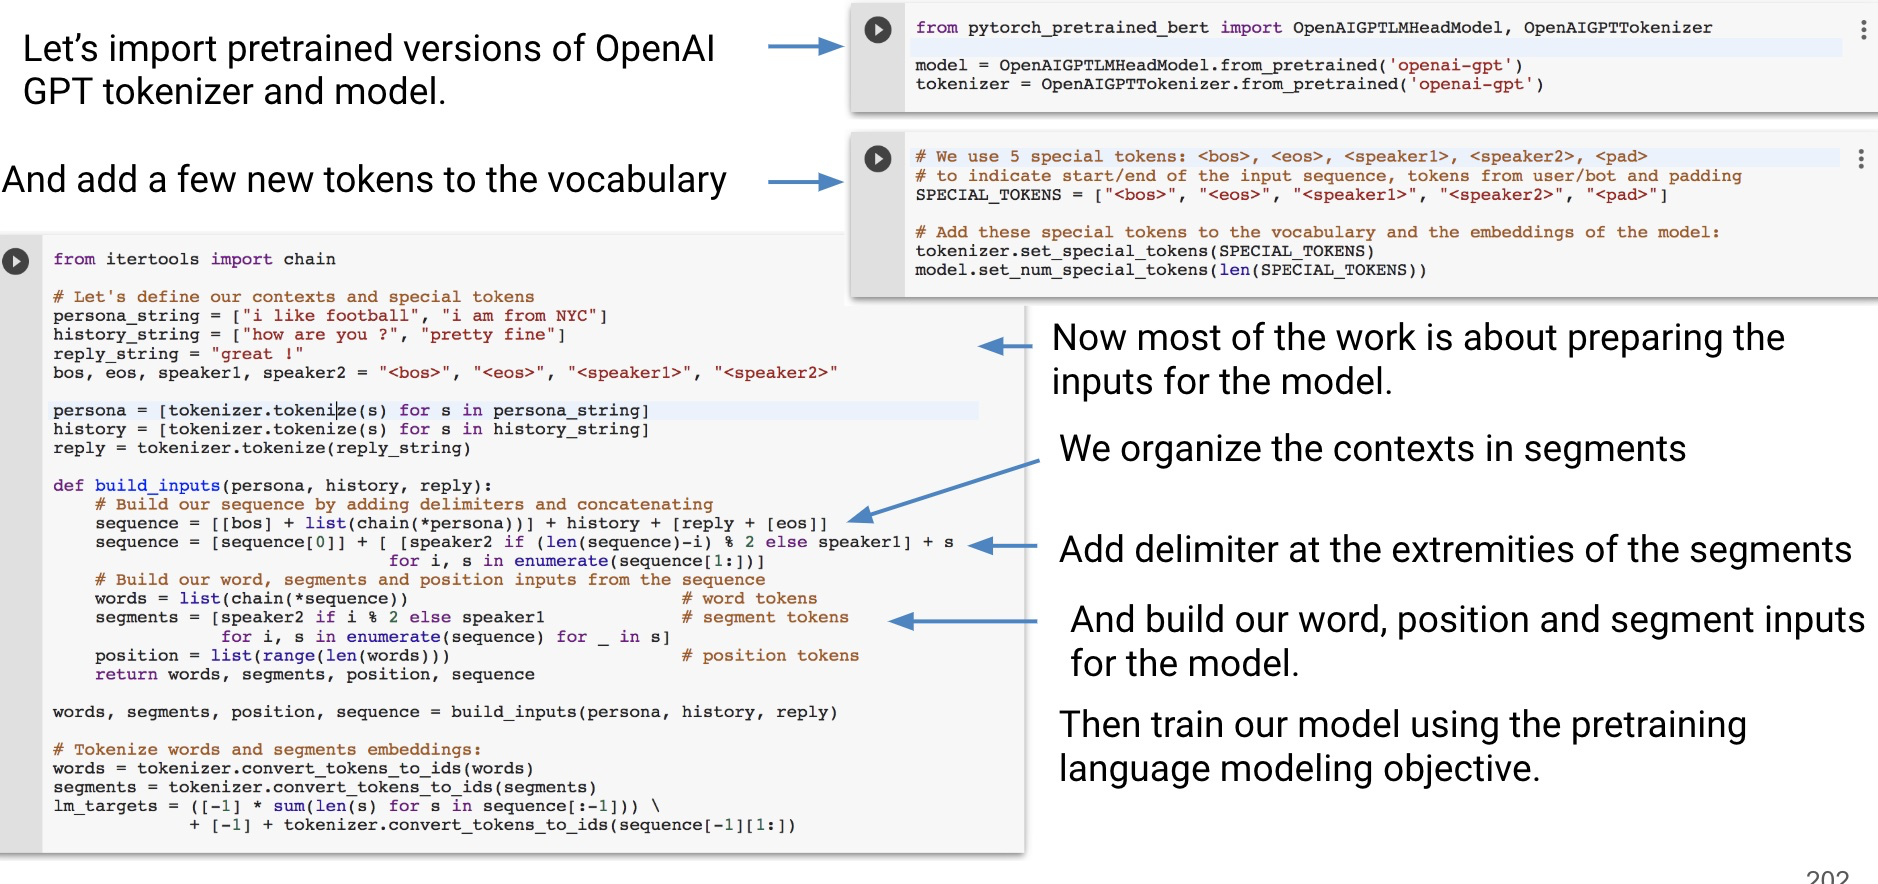 Let's import pretrained versions of OpenAI
GPT tokenizer and model.
from pytorch_pretrained_bert import OpenAIGPTLMHeadModel, OpenAIGPTTokenizer
model = OpenAIGPTLMHeadModel.from_pretrained('openai-gpt')
tokenizer = OpenAIGPTTokenizer.from_pretrained('openai-gpt')
And add a few new tokens to the vocabulary
# We use 5 special tokens: <bos>, <eos>, <speaker1>, <speaker2>, <pad>
# to indicate start/end of the input sequence, tokens from user/bot and padding
SPECIAL_TOKENS = ["<bos>", "<eos>", "<speaker1>", "<speaker2>", "<pad>"]
# Add these special tokens to the vocabulary and the embeddings of the model:
tokenizer.set_special_tokens(SPECIAL_TOKENS)
model.set_num_special_tokens(len(SPECIAL_TOKENS))
from itertools import chain
# Let's define our contexts and special tokens
persona_string = ["i like football", "i am from NYC"]
history_string = ["how are you ?", "pretty fine"]
reply_string = "great !"
bos, eos, speaker1, speaker2 = "<bos>", "<eos>", "<speaker1>", "<speaker2>"
persona = [tokenizer.tokenize(s) for s in persona_string]
history = [tokenizer.tokenize(s) for s in history_string]
reply = tokenizer.tokenize(reply_string)
def build_inputs(persona, history, reply):
    # Build our sequence by adding delimiters and concatenating
    sequence = [[bos] + list(chain(*persona))] + history + [reply + [eos]]
    sequence = [sequence[0]] + [ [speaker2 if (len(sequence)-i) % 2 else speaker1] + s
                                for i, s in enumerate(sequence[1:])]
    # Build our word, segments and position inputs from the sequence
    words = list(chain(*sequence))                          # word tokens
    segments = [speaker2 if i % 2 else speaker1             # segment tokens
                for i, s in enumerate(sequence) for _ in s]
    position = list(range(len(words)))                      # position tokens
    return words, segments, position, sequence
words, segments, position, sequence = build_inputs(persona, history, reply)
# Tokenize words and segments embeddings:
words = tokenizer.convert_tokens_to_ids(words)
segments = tokenizer.convert_tokens_to_ids(segments)
lm_targets = ([-1] * sum(len(s) for s in sequence[:-1])) \
             + [-1] + tokenizer.convert_tokens_to_ids(sequence[-1][1:])
Now most of the work is about preparing the
inputs for the model.
We organize the contexts in segments
Add delimiter at the extremities of the segments
And build our word, position and segment inputs
for the model.
Then train our model using the pretraining
language modeling objective.
202